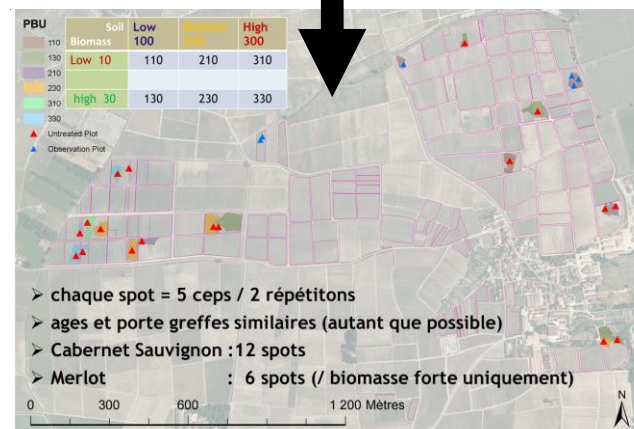 PBU
110
130
210
230
310
330
Untreated Plot
Observation Plot
Soil Low High
Biomass 100 300
Low 10 110 210 310
high 30 130 230 330
➢ chaque spot = 5 ceps / 2 répétitons
➢ ages et porte greffes similaires (autant que possible)
➢ Cabernet Sauvignon :12 spots
➢ Merlot : 6 spots (/ biomasse forte uniquement)
0 300 600 1 200 Mètres
N